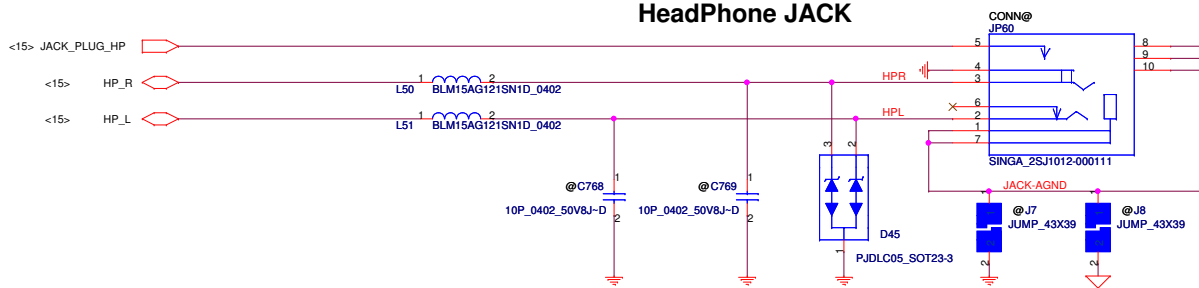 HeadPhone JACK
CONN@
JP60
<15> JACK_PLUG_HP
5
8
9
10
4
<15> HP_R
1
2
HPR
3
L50 BLM15AG121SN1D_0402
6
<15> HP_L
1
2
HPL
2
L51 BLM15AG121SN1D_0402
1
7
3
2
SINGA_2SJ1012-000111
1
1
JACK-AGND
@C768
@C769
10P_0402_50V8J~D
10P_0402_50V8J~D
2
2
1
1
@J7
@J8
JUMP_43X39
JUMP_43X39
D45
2
2
1
PJDLC05_SOT23-3
2
2